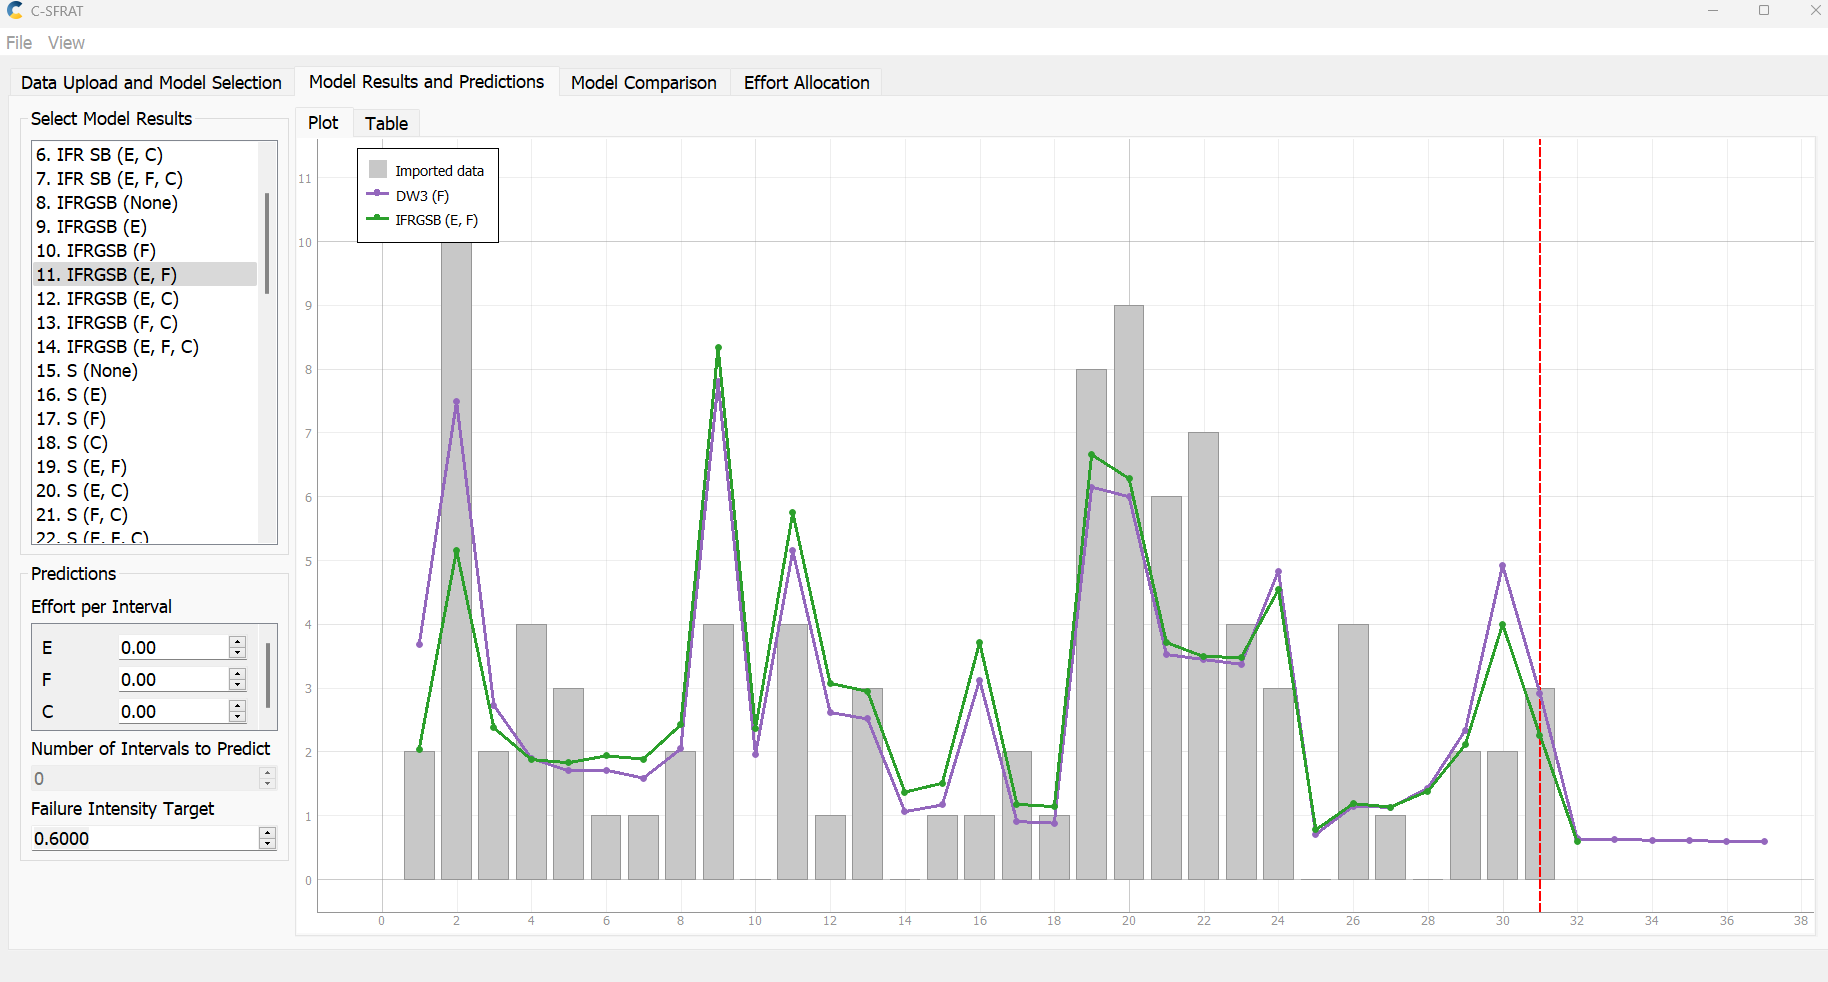 C-SFRAT
File View
Data Upload and Model Selection Model Results and Predictions Model Comparison Effort Allocation
Select Model Results
6. IFR SB (E, C)
7. IFR SB (E, F, C)
8. IFRGSB (None)
9. IFRGSB (E)
10. IFRGSB (F)
11. IFRGSB (E, F)
12. IFRGSB (E, C)
13. IFRGSB (F, C)
14. IFRGSB (E, F, C)
15. S (None)
16. S (E)
17. S (F)
18. S (C)
19. S (E, F)
20. S (E, C)
21. S (F, C)
22. S (E, F, C)
Predictions
Effort per Interval
E 0.00
F 0.00
C 0.00
Number of Intervals to Predict
0
Failure Intensity Target
0.6000
Plot Table
Imported data
DW3 (F)
IFRGSB (E, F)
11
10
9
8
7
6
5
4
3
2
1
0
0 2 4 6 8 10 12 14 16 18 20 22 24 26 28 30 32 34 36 38